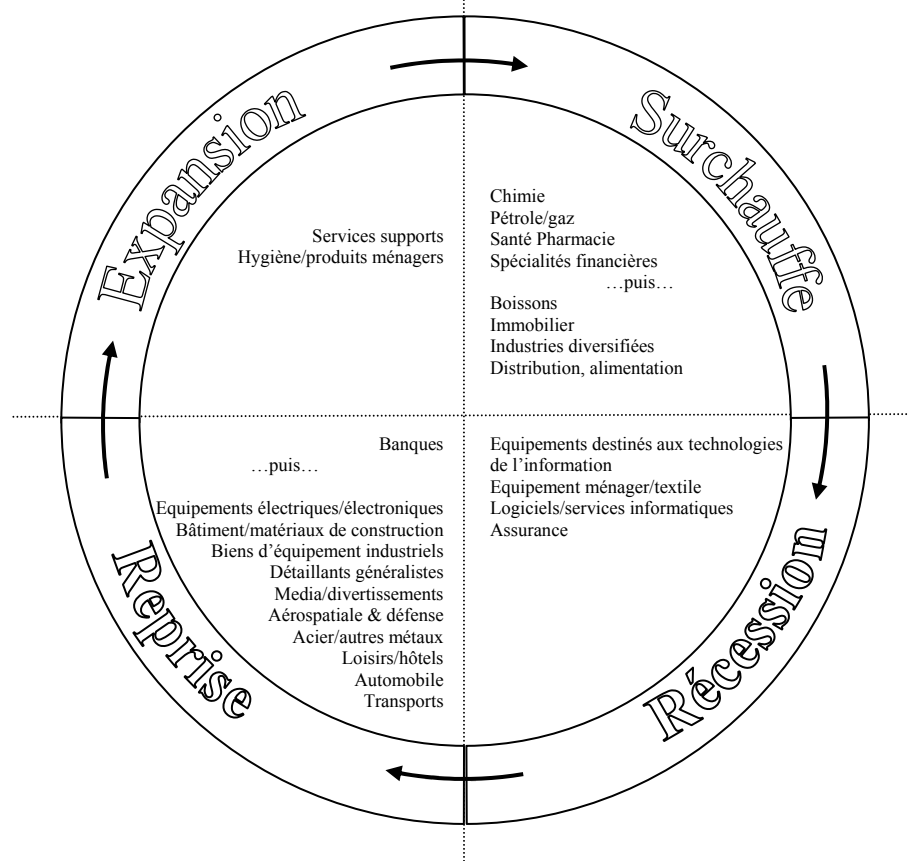 Expansion
Surchauffe
Services supports
Hygiène/produits ménagers
Chimie
Pétrole/gaz
Santé Pharmacie
Spécialités financières
…puis…
Boissons
Immobilier
Industries diversifiées
Distribution, alimentation
Banques
…puis…
Equipements électriques/électroniques
Bâtiment/matériaux de construction
Biens d’équipement industriels
Détaillants généralistes
Media/divertissements
Aérospatiale & défense
Acier/autres métaux
Loisirs/hôtels
Automobile
Transports
Equipements destinés aux technologies
de l’information
Equipement ménager/textile
Logiciels/services informatiques
Assurance
Reprise
Récession